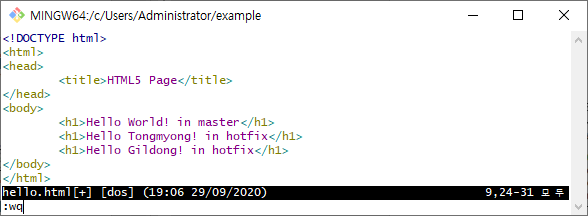 MINGW64:/c/Users/Administrator/example
<!DOCTYPE html>
<html>
<head>
        <title>HTML5 Page</title>
</head>
<body>
        <h1>Hello World! in master</h1>
        <h1>Hello Tongmyong! in hotfix</h1>
        <h1>Hello Gildong! in hotfix</h1>
</body>
</html>
hello.html[+] [dos] (19:06 29/09/2020) 9,24-31 모두
:wq